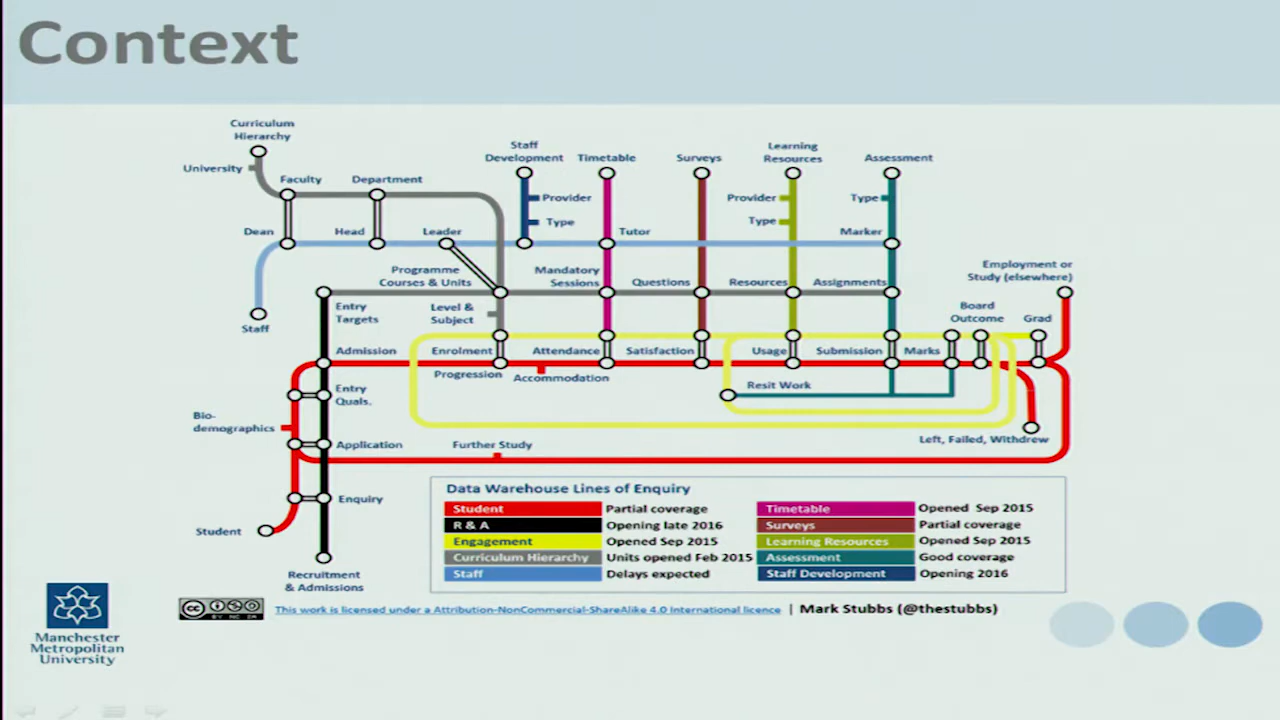 Context
Curriculum
Hierarchy
University
Faculty
Department
Staff
Development
Timetable
Surveys
Learning
Resources
Assessment
Provider
Type
Provider
Type
Type
Dean
Head
Leader
Tutor
Marker
Programme
Courses & Units
Mandatory
Sessions
Questions
Resources
Assignments
Employment or
Study (elsewhere)
Staff
Entry
Targets
Level &
Subject
Board
Outcome
Grad
Admission
Enrolment
Attendance
Satisfaction
Usage
Submission
Marks
Progression
Accommodation
Resit Work
Entry
Quals.
Bio-
demographics
Application
Further Study
Left, Failed, Withdrew
Enquiry
Student
Recruitment
& Admissions
Data Warehouse Lines of Enquiry
Student Partial coverage
R & A Opening late 2016
Engagement Opened Sep 2015
Curriculum Hierarchy Units opened Feb 2015
Staff Delays expected
Timetable Opened Sep 2015
Surveys Partial coverage
Learning Resources Opened Sep 2015
Assessment Good coverage
Staff Development Opening 2016
Manchester
Metropolitan
University
cc
BY NC SA
This work is licensed under a Attribution-NonCommercial-ShareAlike 4.0 International licence | Mark Stubbs (@thestubbs)